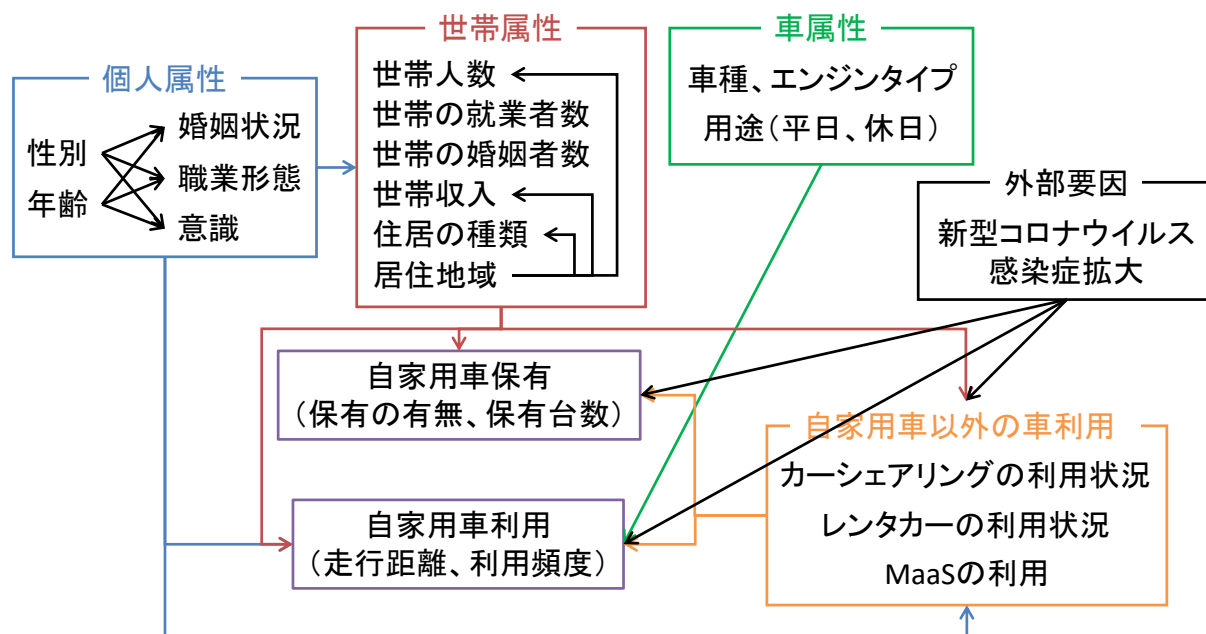 個人属性
性別
年齢
婚姻状況
職業形態
意識
世帯属性
世帯人数
世帯の就業者数
世帯の婚姻者数
世帯収入
住居の種類
居住地域
車属性
車種、エンジンタイプ
用途（平日、休日）
外部要因
新型コロナウイルス
感染症拡大
自家用車保有
（保有の有無、保有台数）
自家用車利用
（走行距離、利用頻度）
自家用車以外の車利用
カーシェアリングの利用状況
レンタカーの利用状況
MaaSの利用